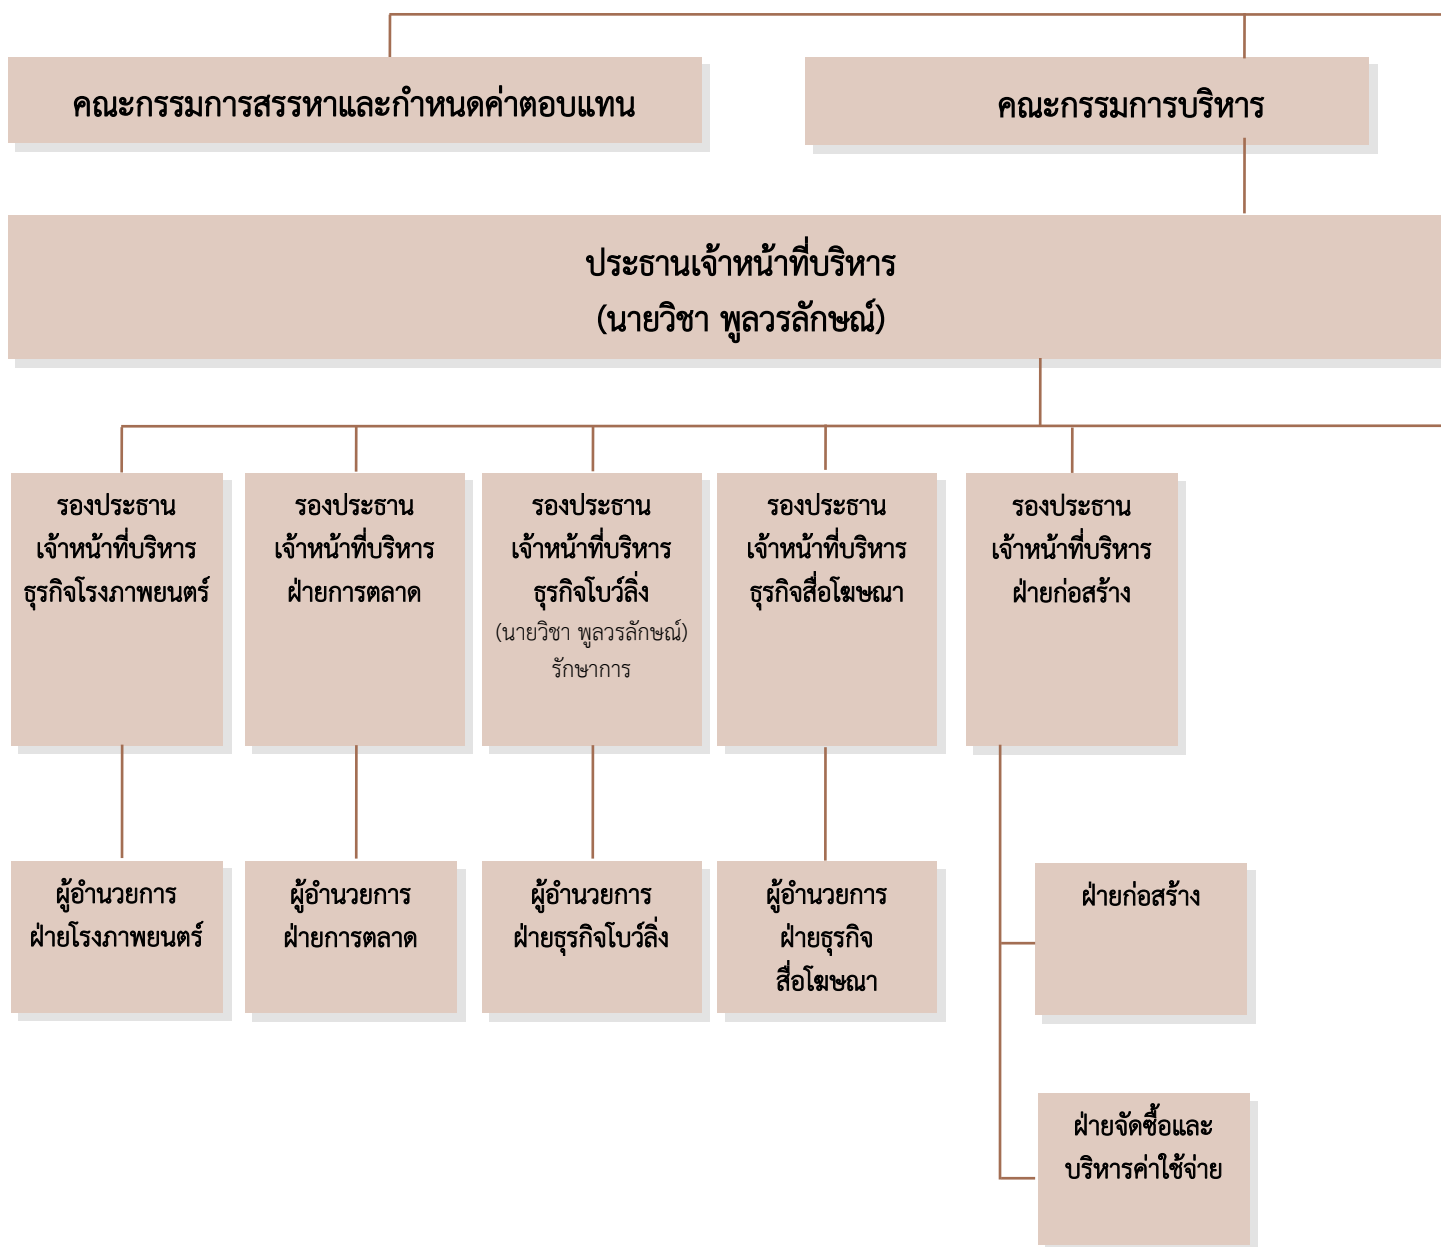 คณะกรรมการสรรหาและกำหนดค่าตอบแทน
คณะกรรมการบริหาร
ประธานเจ้าหน้าที่บริหาร
(นายวิชา พูลวรลักษณ์)
รองประธาน
เจ้าหน้าที่บริหาร
ธุรกิจโรงภาพยนตร์
รองประธาน
เจ้าหน้าที่บริหาร
ฝ่ายการตลาด
รองประธาน
เจ้าหน้าที่บริหาร
ธุรกิจโบว์ลิ่ง
(นายวิชา พูลวรลักษณ์)
รักษาการ
รองประธาน
เจ้าหน้าที่บริหาร
ธุรกิจสื่อโฆษณา
รองประธาน
เจ้าหน้าที่บริหาร
ฝ่ายก่อสร้าง
ผู้อำนวยการ
ฝ่ายโรงภาพยนตร์
ผู้อำนวยการ
ฝ่ายการตลาด
ผู้อำนวยการ
ฝ่ายธุรกิจโบว์ลิ่ง
ผู้อำนวยการ
ฝ่ายธุรกิจ
สื่อโฆษณา
ฝ่ายก่อสร้าง
ฝ่ายจัดซื้อและ
บริหารค่าใช้จ่าย